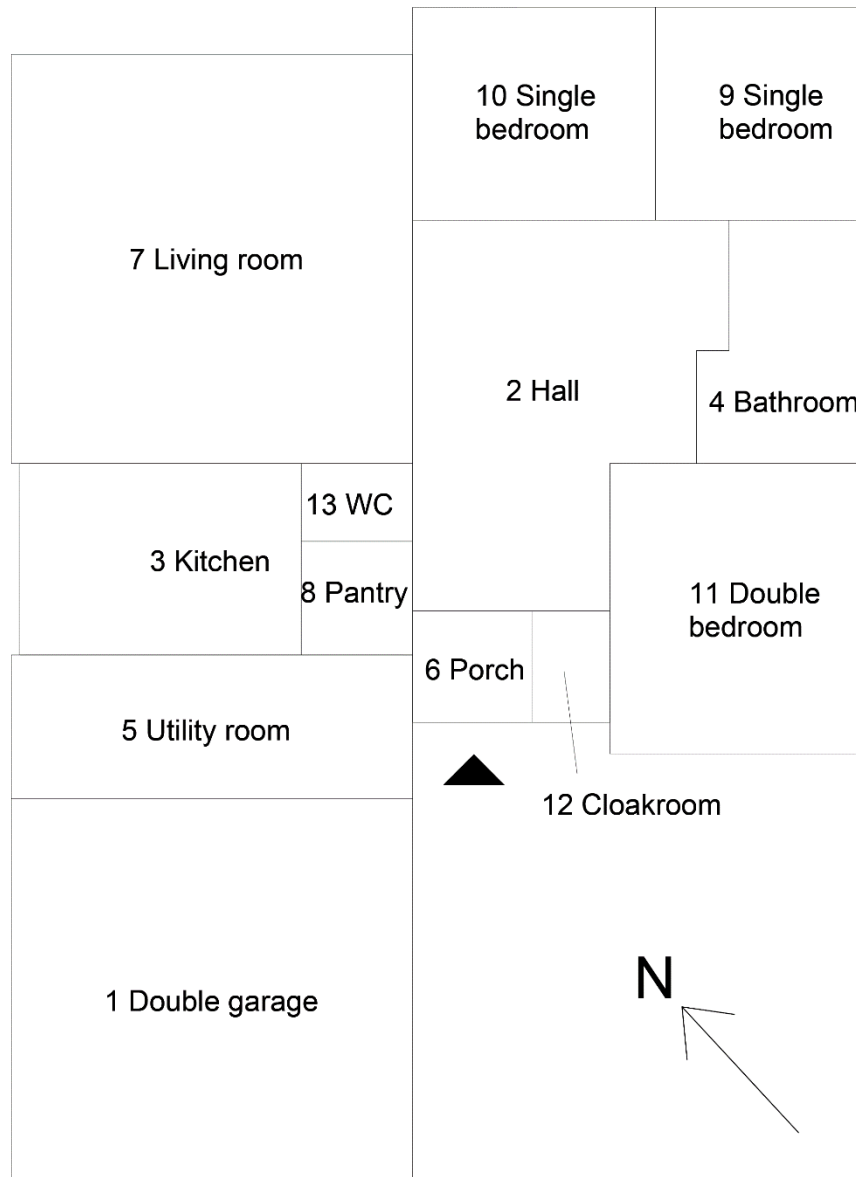 10 Single
bedroom
9 Single
bedroom
7 Living room
2 Hall
4 Bathroom
13 WC
3 Kitchen
8 Pantry
11 Double
bedroom
6 Porch
5 Utility room
12 Cloakroom
N
1 Double garage